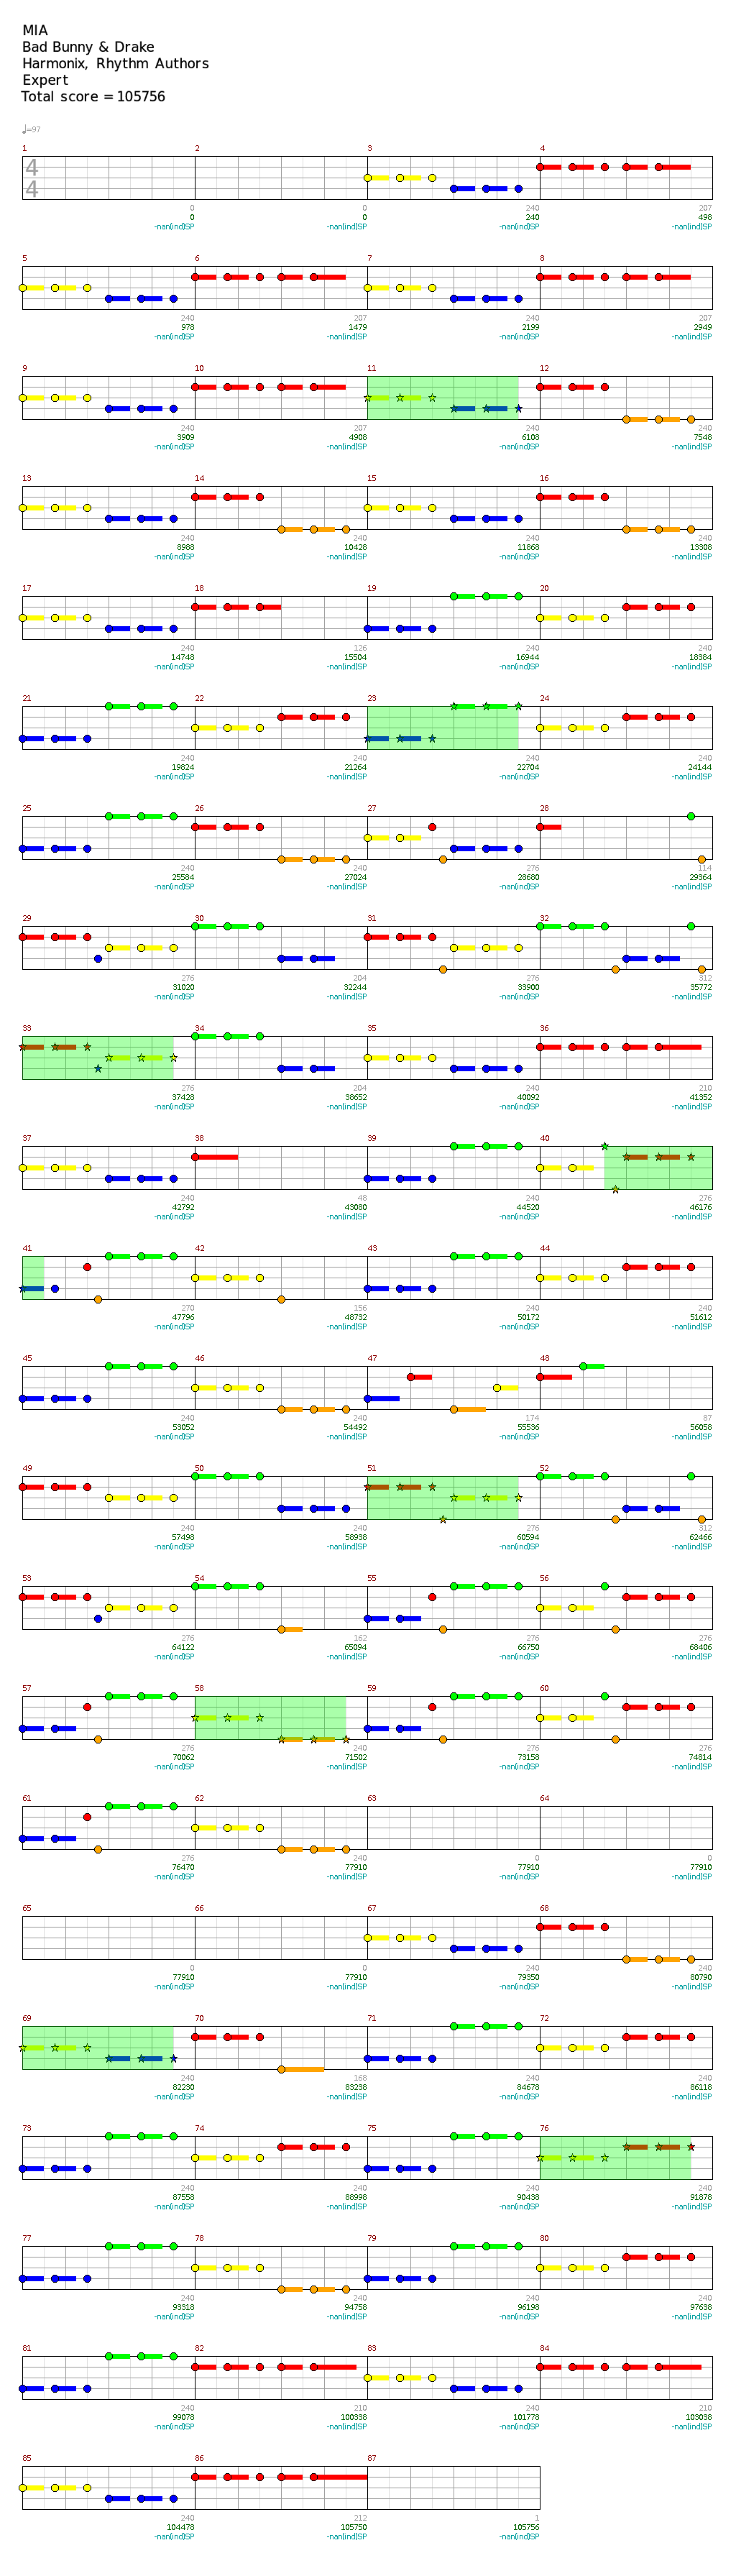 MIA
Bad Bunny & Drake
Harmonix, Rhythm Authors
Expert
Total score = 105756
♩=97
1 2 3 4
4
4
0 0 240 207
0 0 240 498
-nan(ind)SP -nan(ind)SP -nan(ind)SP -nan(ind)SP
5 6 7 8
240 207 240 207
978 1479 2199 2949
-nan(ind)SP -nan(ind)SP -nan(ind)SP -nan(ind)SP
9 10 11 12
240 207 240 240
3909 4908 6108 7548
-nan(ind)SP -nan(ind)SP -nan(ind)SP -nan(ind)SP
13 14 15 16
240 240 240 240
8988 10428 11868 13308
-nan(ind)SP -nan(ind)SP -nan(ind)SP -nan(ind)SP
17 18 19 20
240 126 240 240
14748 15504 16944 18384
-nan(ind)SP -nan(ind)SP -nan(ind)SP -nan(ind)SP
21 22 23 24
240 240 240 240
19824 21264 22704 24144
-nan(ind)SP -nan(ind)SP -nan(ind)SP -nan(ind)SP
25 26 27 28
240 240 276 114
25584 27024 28680 29364
-nan(ind)SP -nan(ind)SP -nan(ind)SP -nan(ind)SP
29 30 31 32
276 204 276 312
31020 32244 33900 35772
-nan(ind)SP -nan(ind)SP -nan(ind)SP -nan(ind)SP
33 34 35 36
276 204 240 210
37428 38652 40092 41352
-nan(ind)SP -nan(ind)SP -nan(ind)SP -nan(ind)SP
37 38 39 40
240 48 240 276
42792 43080 44520 46176
-nan(ind)SP -nan(ind)SP -nan(ind)SP -nan(ind)SP
41 42 43 44
270 156 240 240
47796 48732 50172 51612
-nan(ind)SP -nan(ind)SP -nan(ind)SP -nan(ind)SP
45 46 47 48
240 240 174 87
53052 54492 55536 56058
-nan(ind)SP -nan(ind)SP -nan(ind)SP -nan(ind)SP
49 50 51 52
240 240 276 312
57498 58938 60594 62466
-nan(ind)SP -nan(ind)SP -nan(ind)SP -nan(ind)SP
53 54 55 56
276 162 276 276
64122 65094 66750 68406
-nan(ind)SP -nan(ind)SP -nan(ind)SP -nan(ind)SP
57 58 59 60
276 240 276 276
70062 71502 73158 74814
-nan(ind)SP -nan(ind)SP -nan(ind)SP -nan(ind)SP
61 62 63 64
276 240 0 0
76470 77910 77910 77910
-nan(ind)SP -nan(ind)SP -nan(ind)SP -nan(ind)SP
65 66 67 68
0 0 240 240
77910 77910 79350 80790
-nan(ind)SP -nan(ind)SP -nan(ind)SP -nan(ind)SP
69 70 71 72
240 168 240 240
82230 83238 84678 86118
-nan(ind)SP -nan(ind)SP -nan(ind)SP -nan(ind)SP
73 74 75 76
240 240 240 240
87558 88998 90438 91878
-nan(ind)SP -nan(ind)SP -nan(ind)SP -nan(ind)SP
77 78 79 80
240 240 240 240
93318 94758 96198 97638
-nan(ind)SP -nan(ind)SP -nan(ind)SP -nan(ind)SP
81 82 83 84
240 210 240 210
99078 100338 101778 103038
-nan(ind)SP -nan(ind)SP -nan(ind)SP -nan(ind)SP
85 86 87
240 212 1
104478 105750 105756
-nan(ind)SP -nan(ind)SP -nan(ind)SP